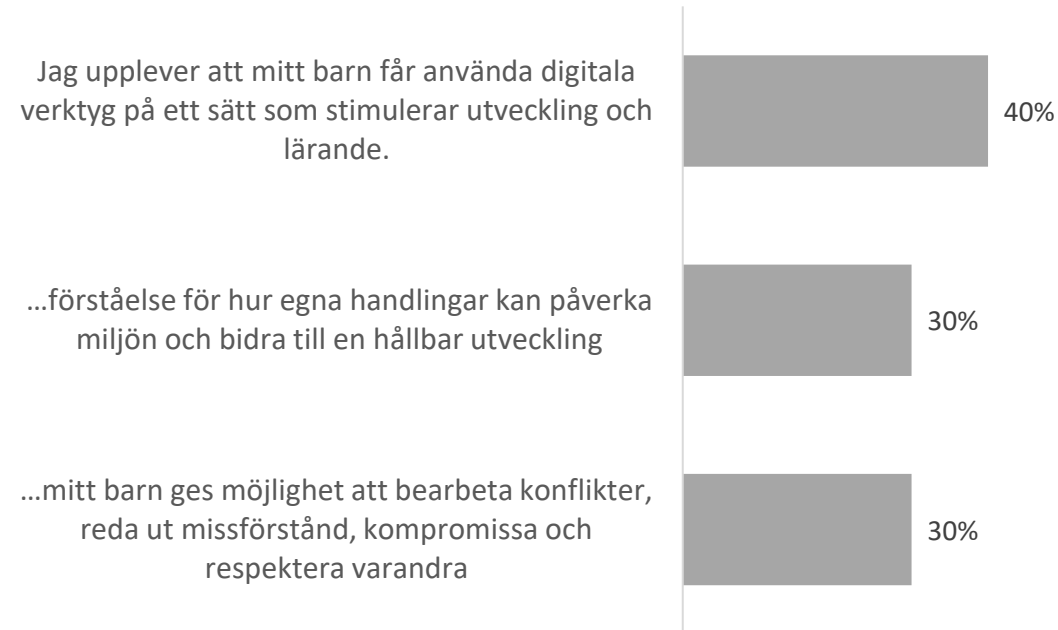 Jag upplever att mitt barn får använda digitala
verktyg på ett sätt som stimulerar utveckling och
lärande.
40%
...förståelse för hur egna handlingar kan påverka
miljön och bidra till en hållbar utveckling
30%
...mitt barn ges möjlighet att bearbeta konflikter,
reda ut missförstånd, kompromissa och
respektera varandra
30%